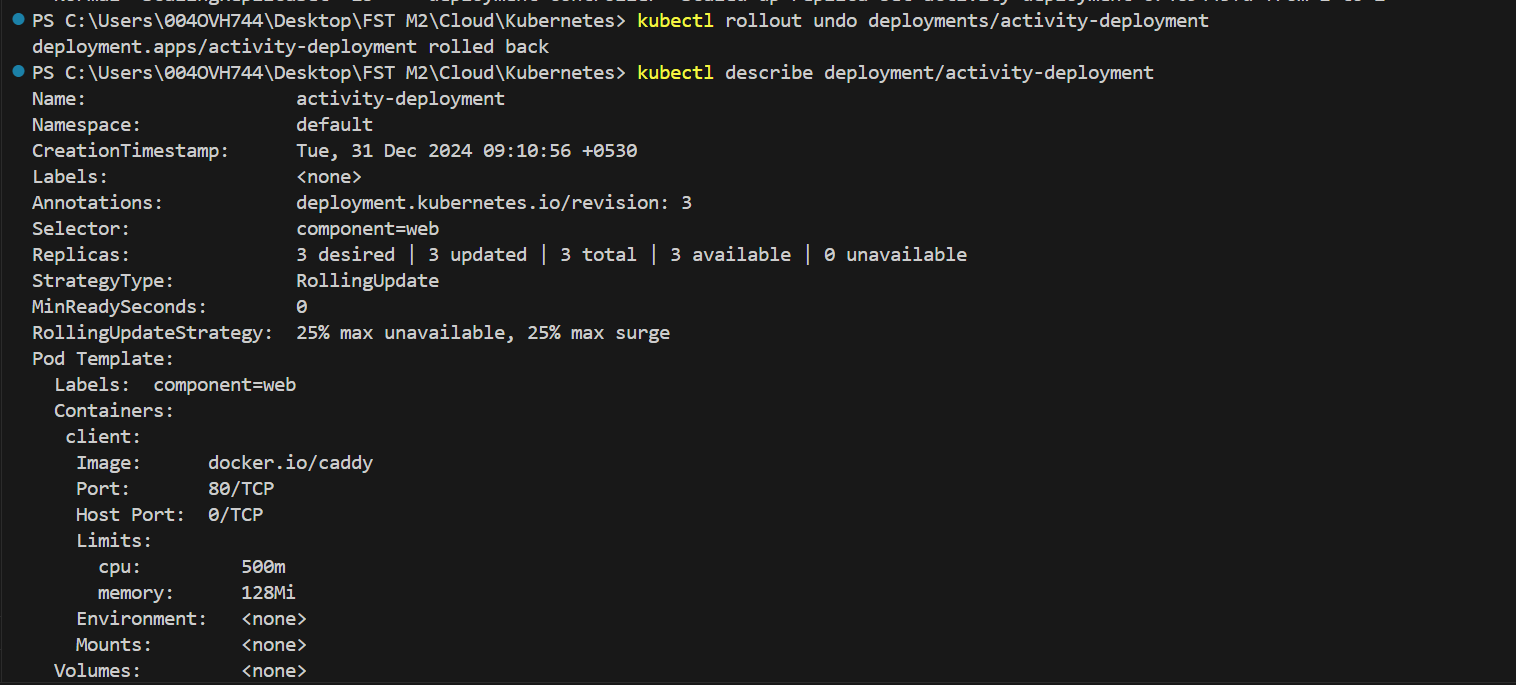 PS C:\Users\004OVH744\Desktop\FST M2\Cloud\Kubernetes> kubectl rollout undo deployments/activity-deployment
deployment.apps/activity-deployment rolled back
PS C:\Users\004OVH744\Desktop\FST M2\Cloud\Kubernetes> kubectl describe deployment/activity-deployment
Name:                   activity-deployment
Namespace:              default
CreationTimestamp:      Tue, 31 Dec 2024 09:10:56 +0530
Labels:                 <none>
Annotations:            deployment.kubernetes.io/revision: 3
Selector:               component=web
Replicas:               3 desired | 3 updated | 3 total | 3 available | 0 unavailable
StrategyType:           RollingUpdate
MinReadySeconds:        0
RollingUpdateStrategy:  25% max unavailable, 25% max surge
Pod Template:
  Labels:  component=web
  Containers:
   client:
    Image:      docker.io/caddy
    Port:       80/TCP
    Host Port:  0/TCP
    Limits:
      cpu:         500m
      memory:      128Mi
    Environment:   <none>
    Mounts:        <none>
  Volumes:         <none>